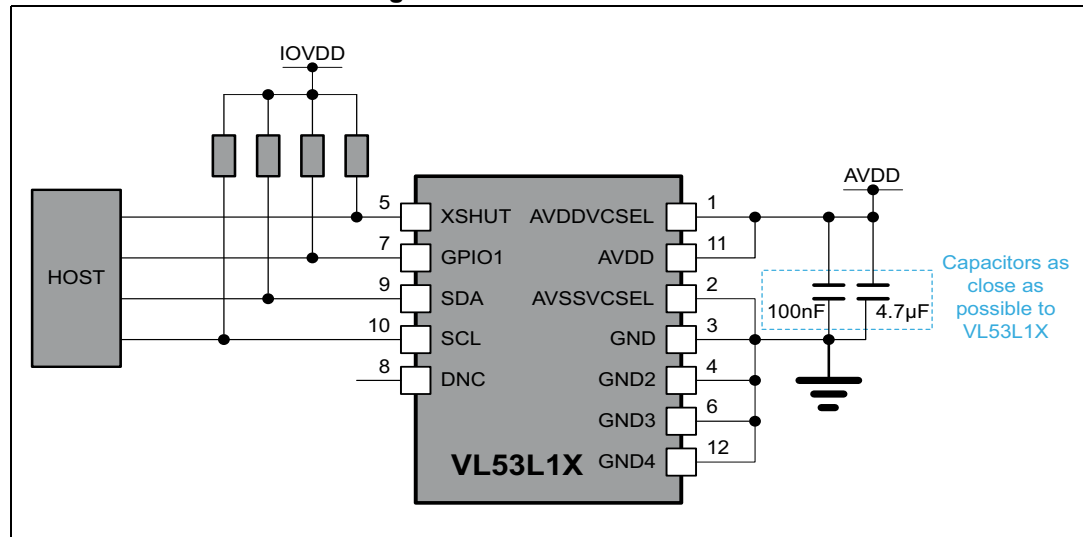 g
IOVDD
AVDD
HOST
5
XSHUT
7
GPIO1
9
SDA
10
SCL
8
DNC
AVDDVCSEL
1
AVDD
11
AVSSVCSEL
2
GND
3
GND2
4
GND3
6
GND4
12
VL53L1X
100nF
4.7µF
Capacitors as
close as
possible to
VL53L1X